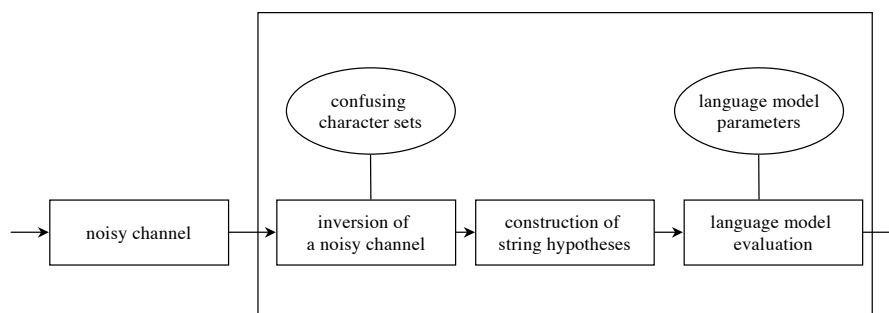 confusing
character sets
language model
parameters
noisy channel
inversion of
a noisy channel
construction of
string hypotheses
language model
evaluation